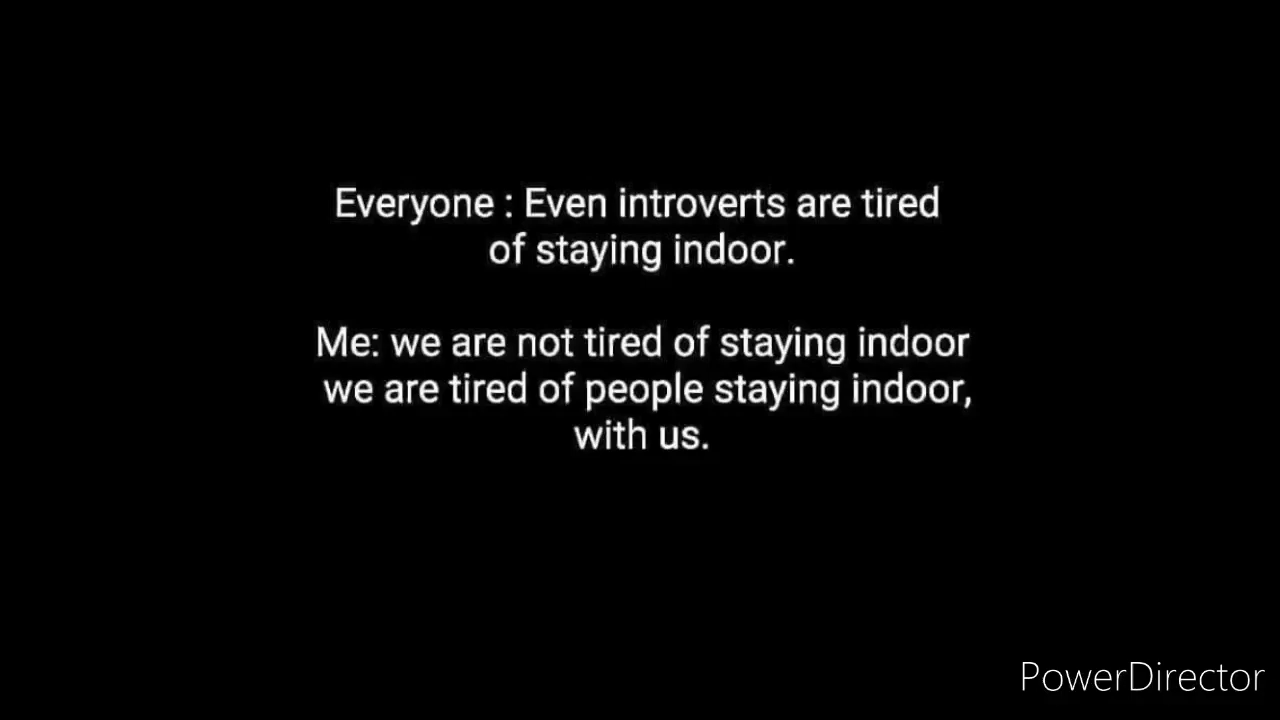 Everyone : Even introverts are tired
of staying indoor.
Me: we are not tired of staying indoor
we are tired of people staying indoor,
with us.
PowerDirector